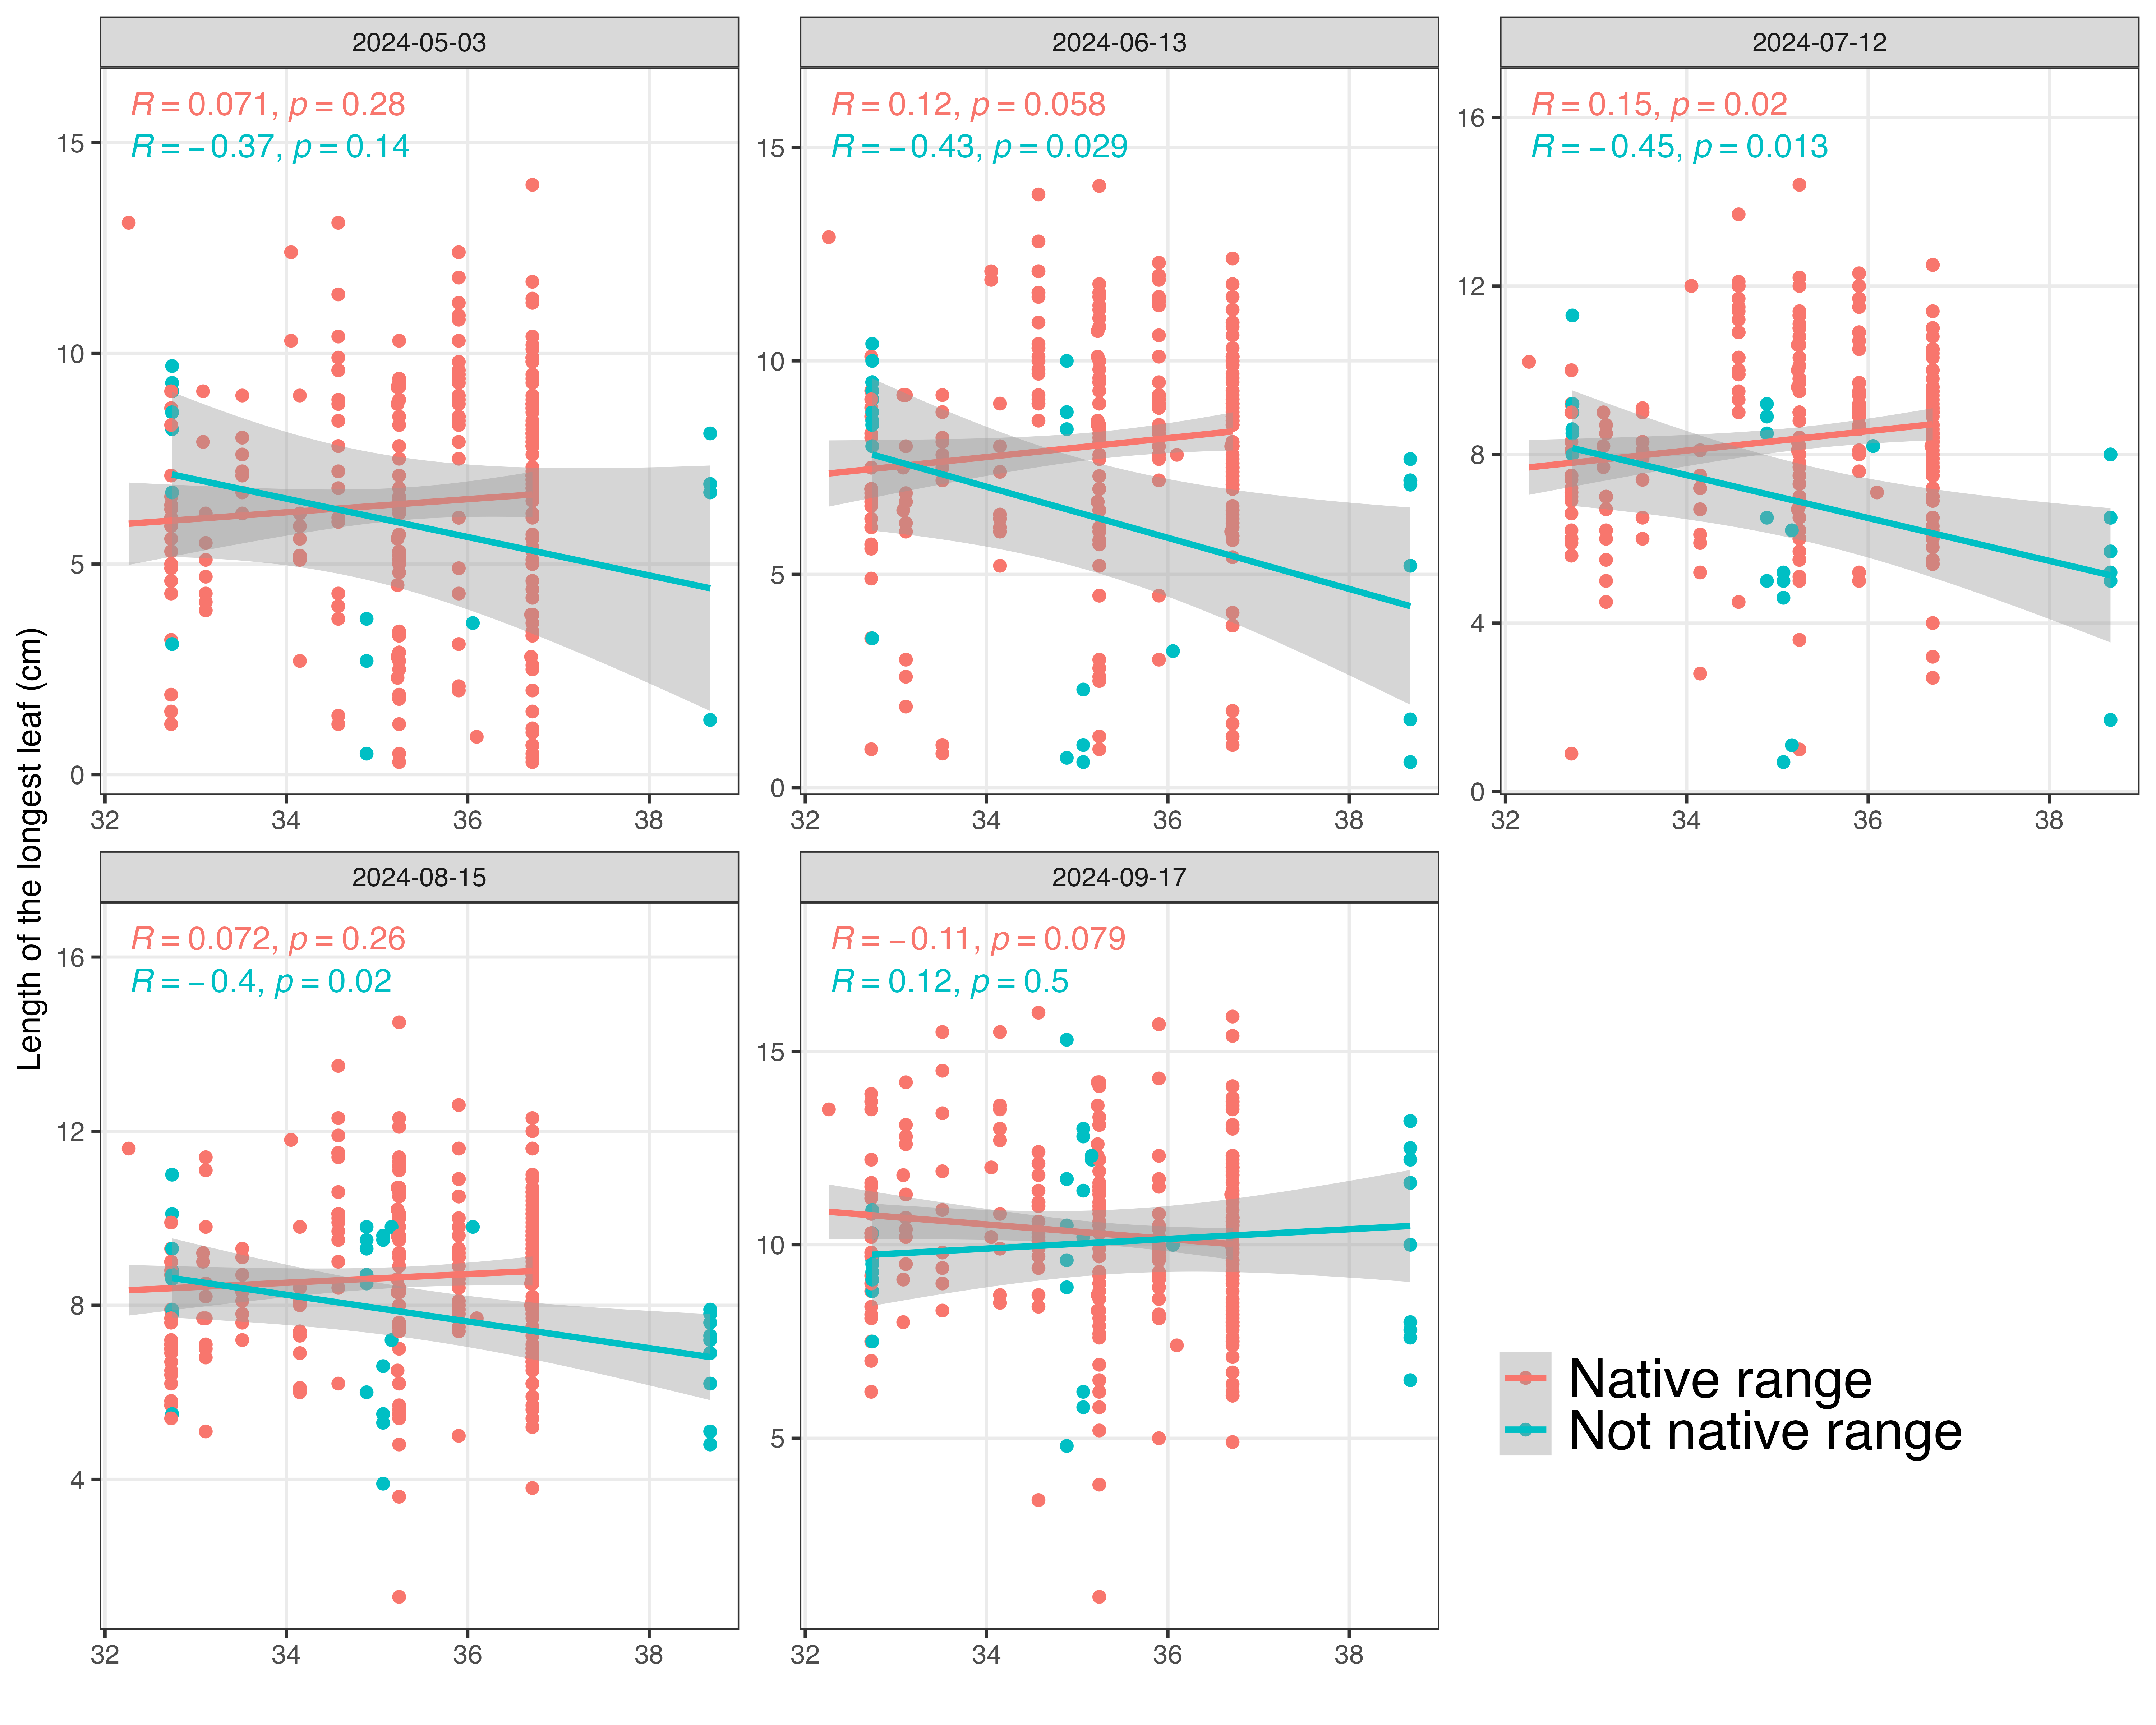 2024-05-03
R = 0.071, p = 0.28
R = −0.37, p = 0.14
15
10
5
0
32 34 36 38
2024-06-13
R = 0.12, p = 0.058
R = −0.43, p = 0.029
15
10
5
0
32 34 36 38
2024-07-12
R = 0.15, p = 0.02
R = −0.45, p = 0.013
16
12
8
4
0
32 34 36 38
Length of the longest leaf (cm)
2024-08-15
R = 0.072, p = 0.26
R = −0.4, p = 0.02
16
12
8
4
32 34 36 38
2024-09-17
R = −0.11, p = 0.079
R = 0.12, p = 0.5
15
10
5
32 34 36 38
Native range
Not native range